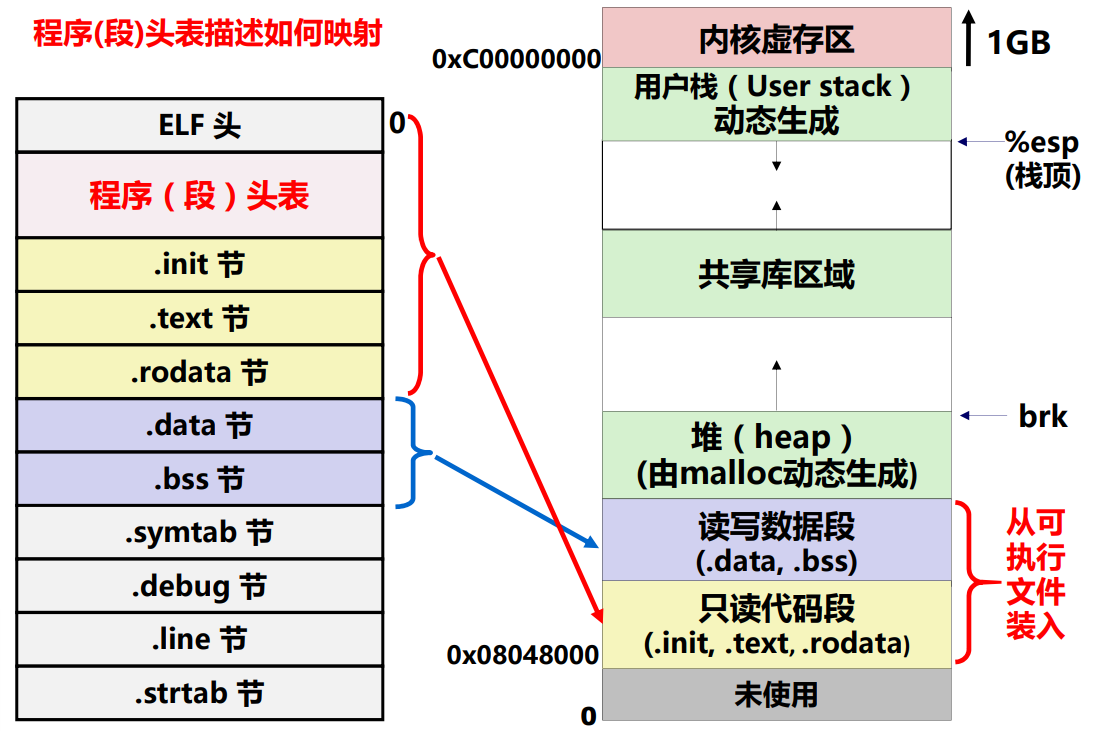 程序(段)头表描述如何映射
ELF 头
程序（段）头表
.init 节
.text 节
.rodata 节
.data 节
.bss 节
.symtab 节
.debug 节
.line 节
.strtab 节
0
0xC00000000
内核虚存区
1GB
用户栈（User stack）
动态生成
%esp
(栈顶)
共享库区域
brk
堆（heap）
(由malloc动态生成)
读写数据段
(.data, .bss)
只读代码段
(.init, .text, .rodata)
从可
执行
文件
装入
0x08048000
未使用
0